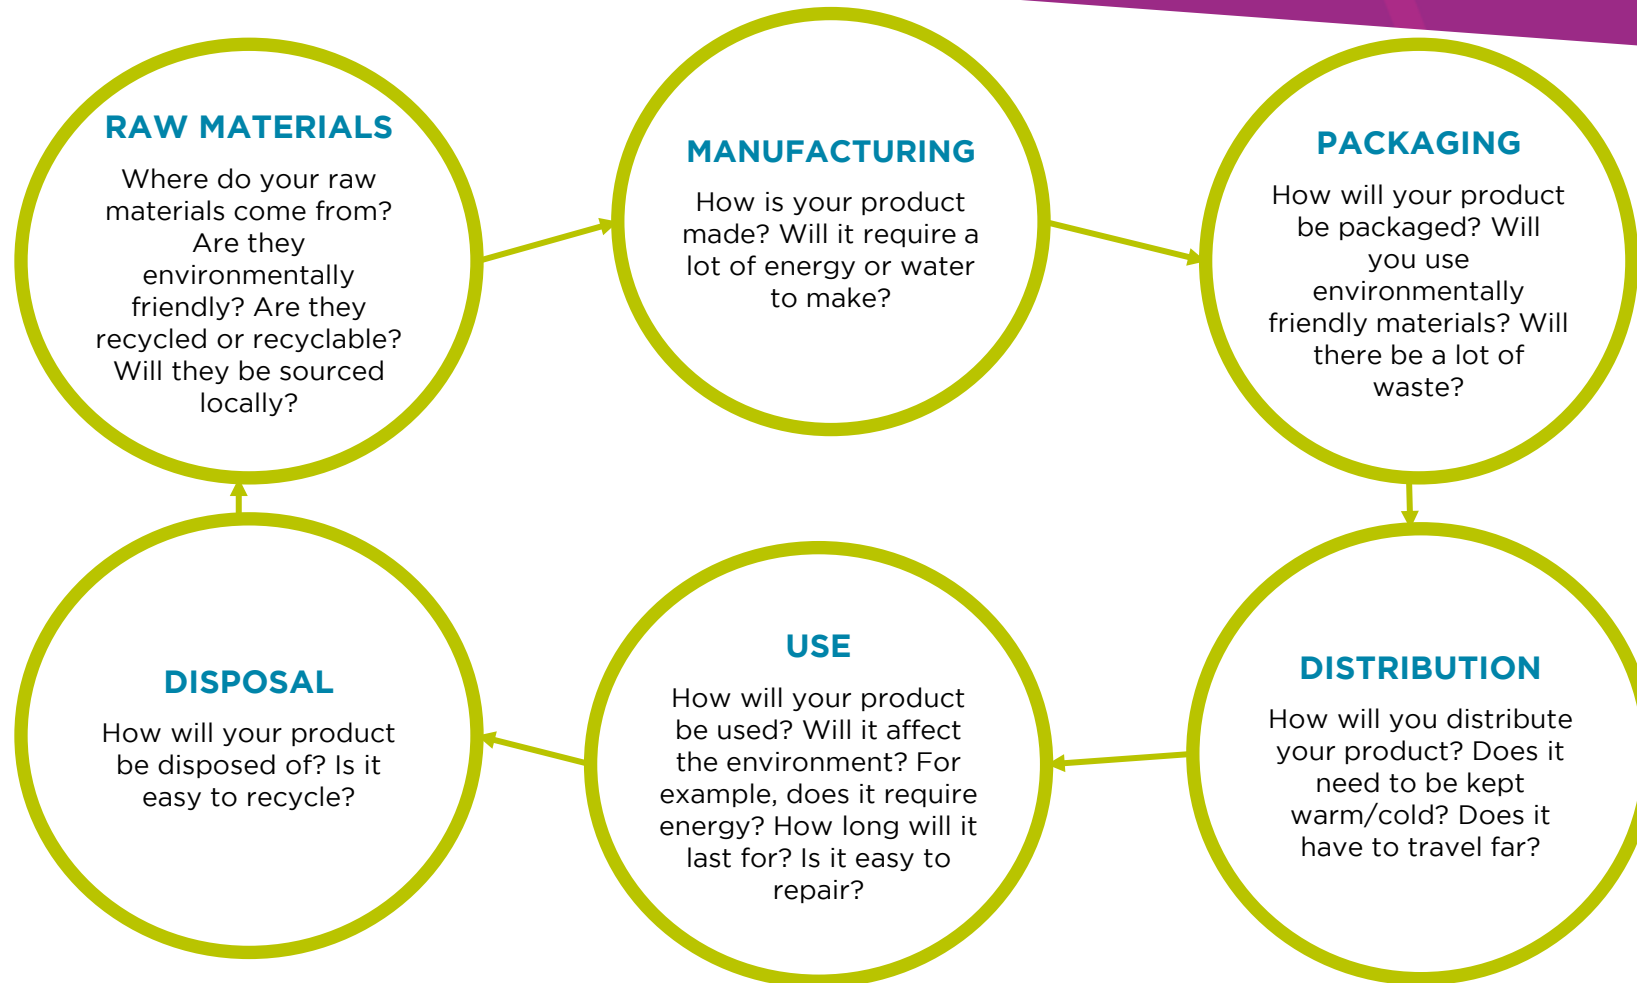 RAW MATERIALS
Where do your raw
materials come from?
Are they
environmentally
friendly? Are they
recycled or recyclable?
Will they be sourced
locally?
MANUFACTURING
How is your product
made? Will it require a
lot of energy or water
to make?
PACKAGING
How will your product
be packaged? Will
you use
environmentally
friendly materials? Will
there be a lot of
waste?
DISTRIBUTION
How will you distribute
your product? Does it
need to be kept
warm/cold? Does it
have to travel far?
USE
How will your product
be used? Will it affect
the environment? For
example, does it require
energy? How long will it
last for? Is it easy to
repair?
DISPOSAL
How will your product
be disposed of? Is it
easy to recycle?